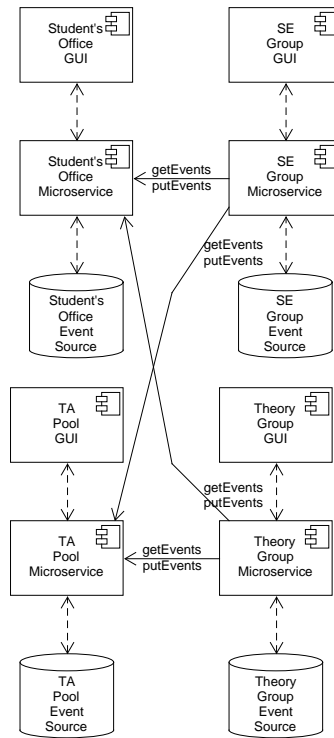 Student's
Office
GUI
SE
Group
GUI
Student's
Office
Microservice
getEvents
putEvents
SE
Group
Microservice
getEvents
putEvents
Student's
Office
Event
Source
SE
Group
Event
Source
TA
Pool
GUI
Theory
Group
GUI
getEvents
putEvents
TA
Pool
Microservice
getEvents
putEvents
Theory
Group
Microservice
TA
Pool
Event
Source
Theory
Group
Event
Source